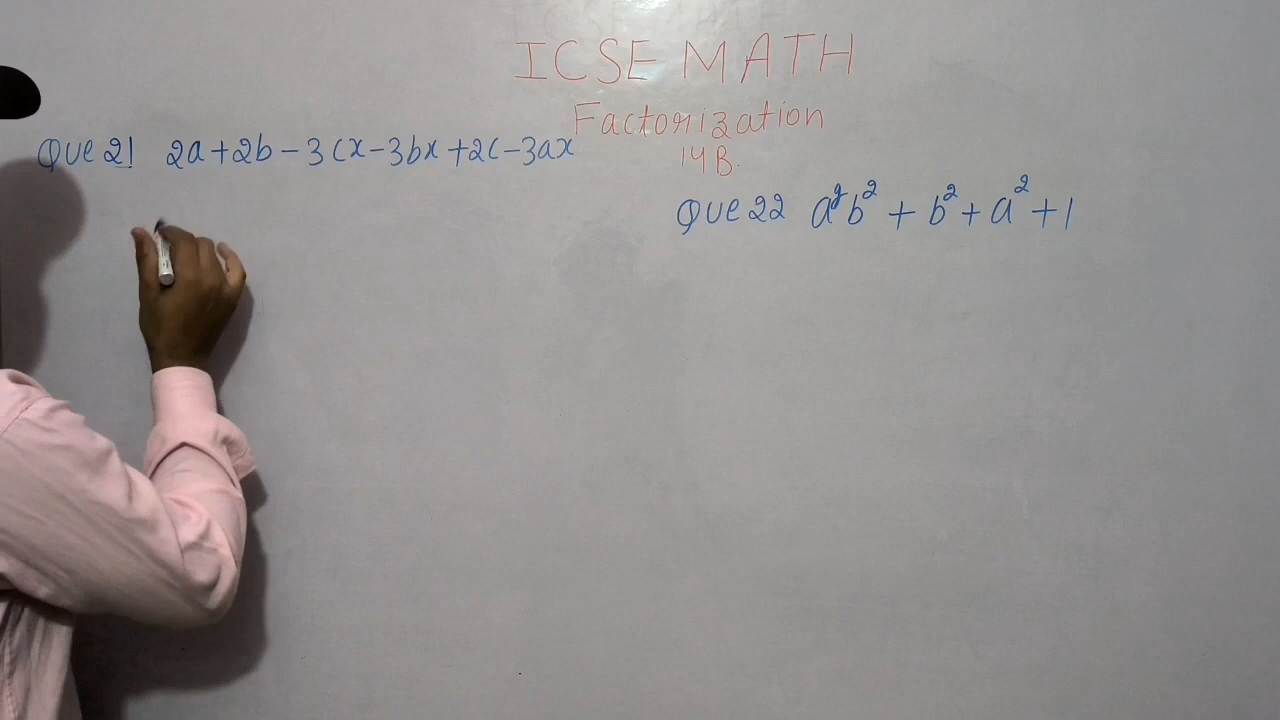 ICSE MATH
Factorization
14B.
Que 21 2a+2b-3cx-3bx+2c-3ax
Que 22 a²b² + b² + a² + 1